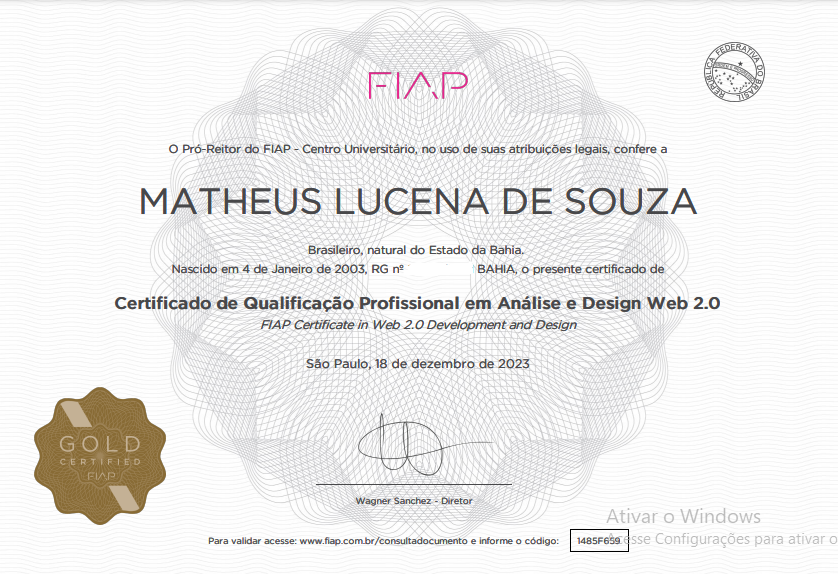 FIAP
REPÚBLICA FEDERATIVA DO BRASIL
O Pró-Reitor do FIAP - Centro Universitário, no uso de suas atribuições legais, confere a
MATHEUS LUCENA DE SOUZA
Brasileiro, natural do Estado da Bahia.
Nascido em 4 de Janeiro de 2003, RG nº BAHIA, o presente certificado de
Certificado de Qualificação Profissional em Análise e Design Web 2.0
FIAP Certificate in Web 2.0 Development and Design
São Paulo, 18 de dezembro de 2023
GOLD
CERTIFIED
FIAP
Wagner Sanchez - Diretor
Ativar o Windows
Acesse Configurações para ativar o
Para validar acesse: www.fiap.com.br/consultadocumento e informe o código: 1485F659